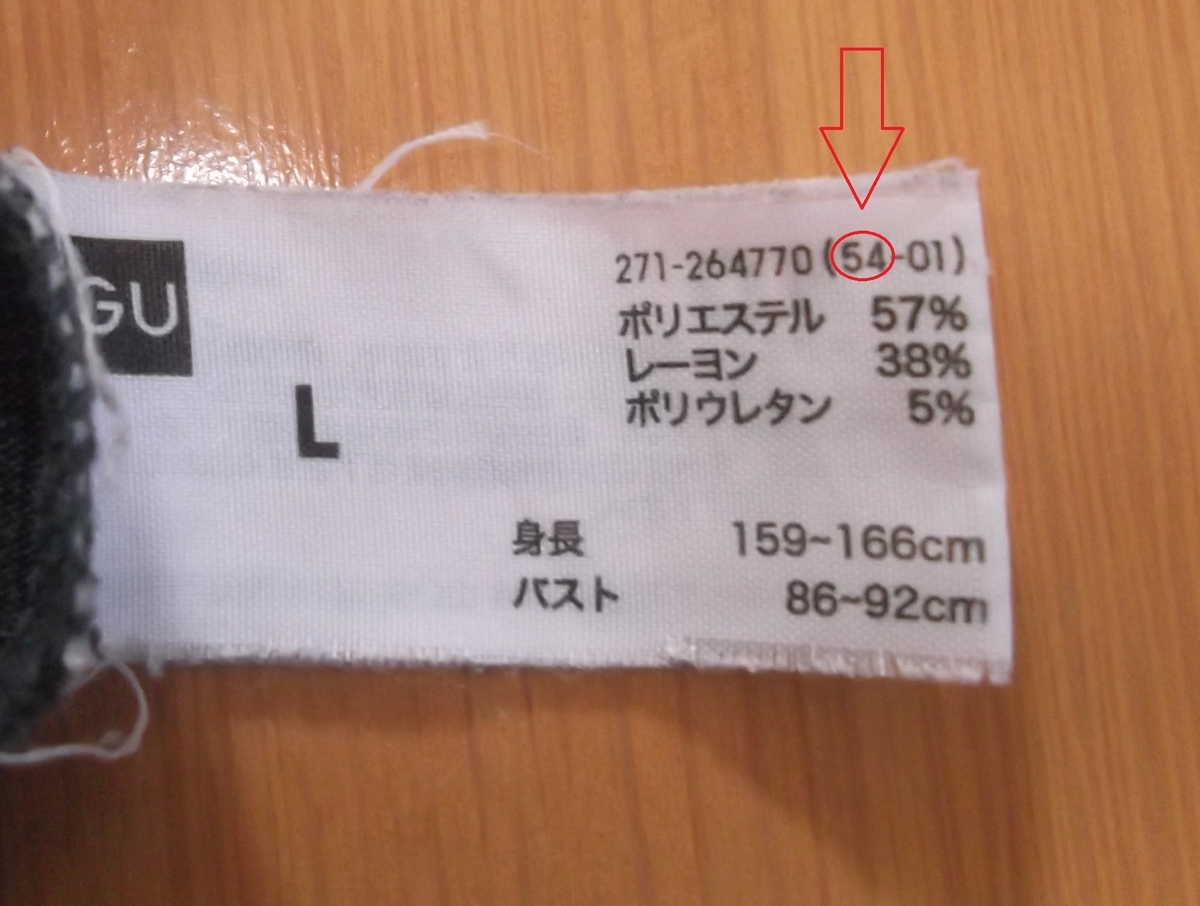 GU
L
271-264770 (54-01)
ポリエステル 57%
レーヨン 38%
ポリウレタン 5%
身長 159~166cm
バスト 86~92cm